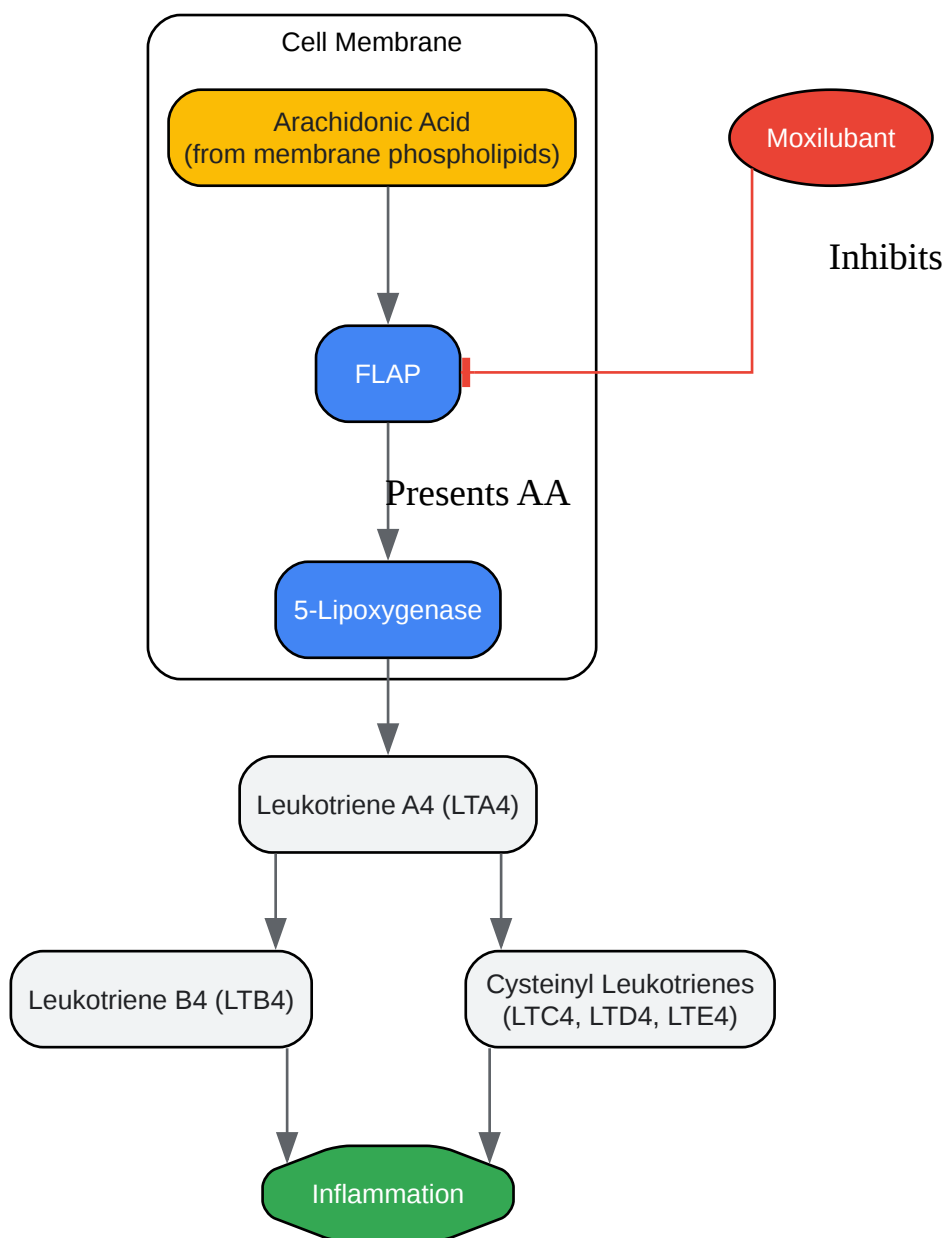 Cell Membrane
Arachidonic Acid
(from membrane phospholipids)
Moxilubant
Inhibits
FLAP
Presents AA
5-Lipoxygenase
Leukotriene A4 (LTA4)
Leukotriene B4 (LTB4)
Cysteinyl Leukotrienes
(LTC4, LTD4, LTE4)
Inflammation